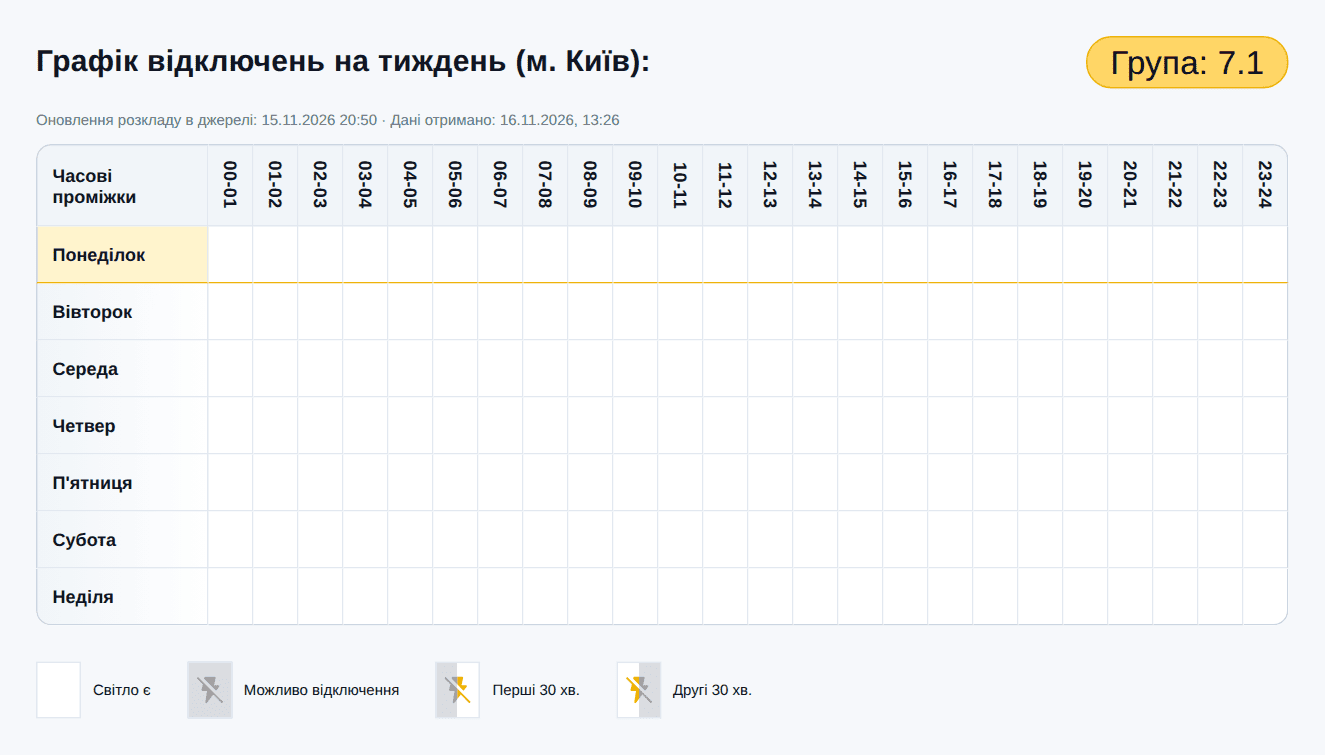 Графік відключень на тиждень (м. Київ):
Група: 7.1
Оновлення розкладу в джерелі: 15.11.2026 20:50 · Дані отримано: 16.11.2026, 13:26
Часові
проміжки
00-01
01-02
02-03
03-04
04-05
05-06
06-07
07-08
08-09
09-10
10-11
11-12
12-13
13-14
14-15
15-16
16-17
17-18
18-19
19-20
20-21
21-22
22-23
23-24
Понеділок
Вівторок
Середа
Четвер
П'ятниця
Субота
Неділя
Світло є
Можливо відключення
Перші 30 хв.
Другі 30 хв.